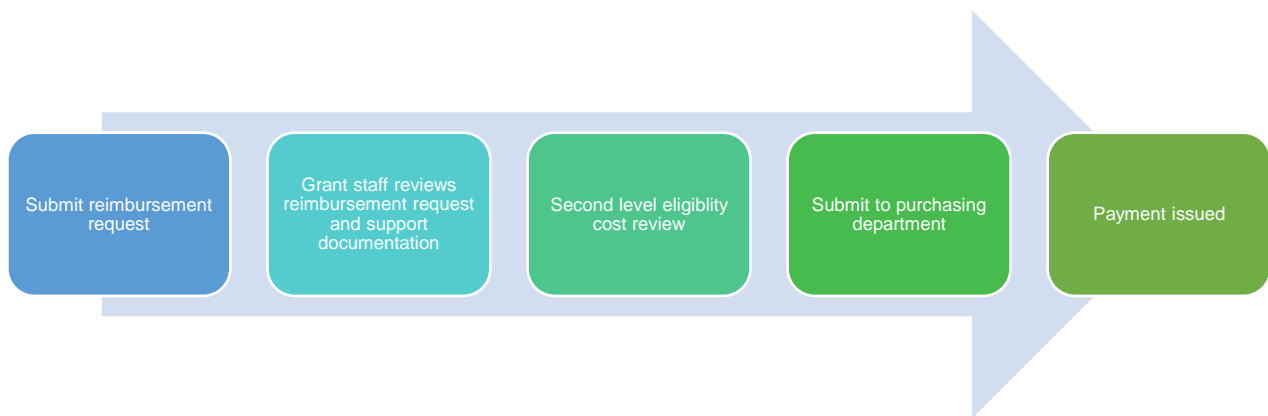 Submit reimbursement
request
Grant staff reviews
reimbursement request
and support
documentation
Second level eligiblity
cost review
Submit to purchasing
department
Payment issued